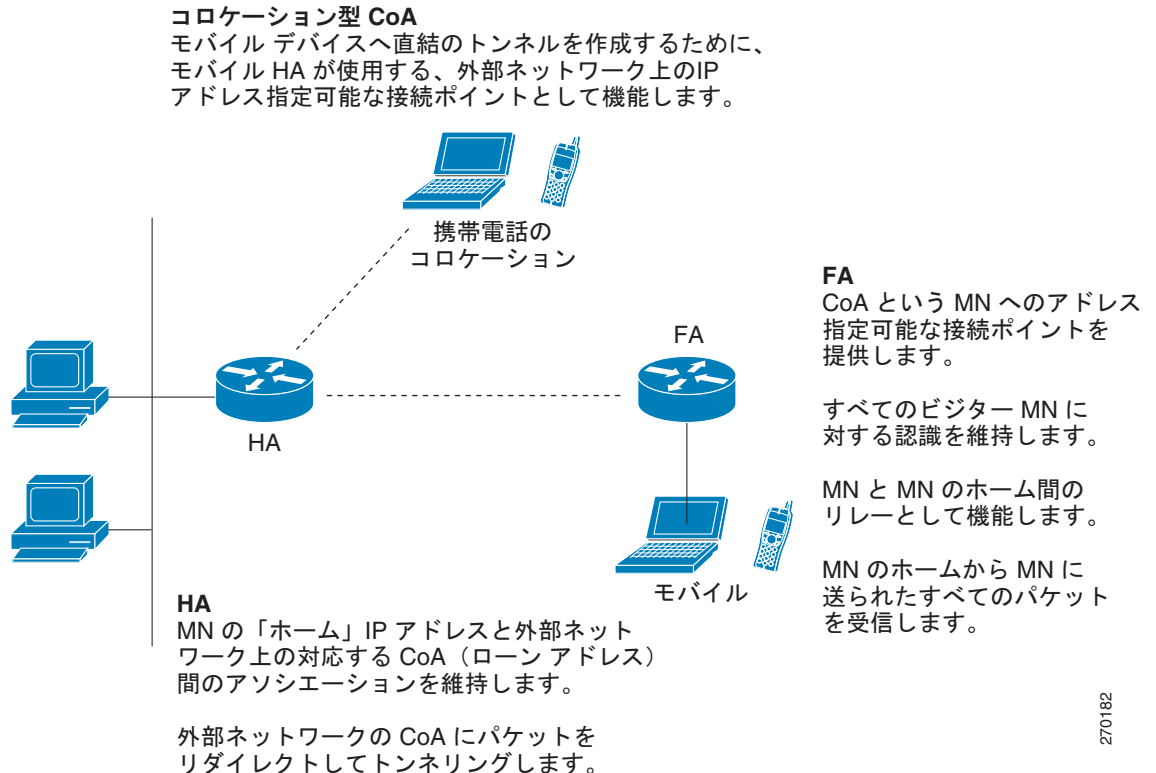 コロケーション型 CoA
モバイル デバイスへ直結のトンネルを作成するために、
モバイル HA が使用する、外部ネットワーク上のIP
アドレス指定可能な接続ポイントとして機能します。
携帯電話の
コロケーション
FA
HA
モバイル
FA
CoA という MN へのアドレス
指定可能な接続ポイントを
提供します。
すべてのビジター MN に
対する認識を維持します。
MN と MN のホーム間の
リレーとして機能します。
MN のホームから MN に
送られたすべてのパケット
を受信します。
HA
MN の「ホーム」IP アドレスと外部ネット
ワーク上の対応する CoA（ローン アドレス）
間のアソシエーションを維持します。
外部ネットワークの CoA にパケットを
リダイレクトしてトンネリングします。
270182